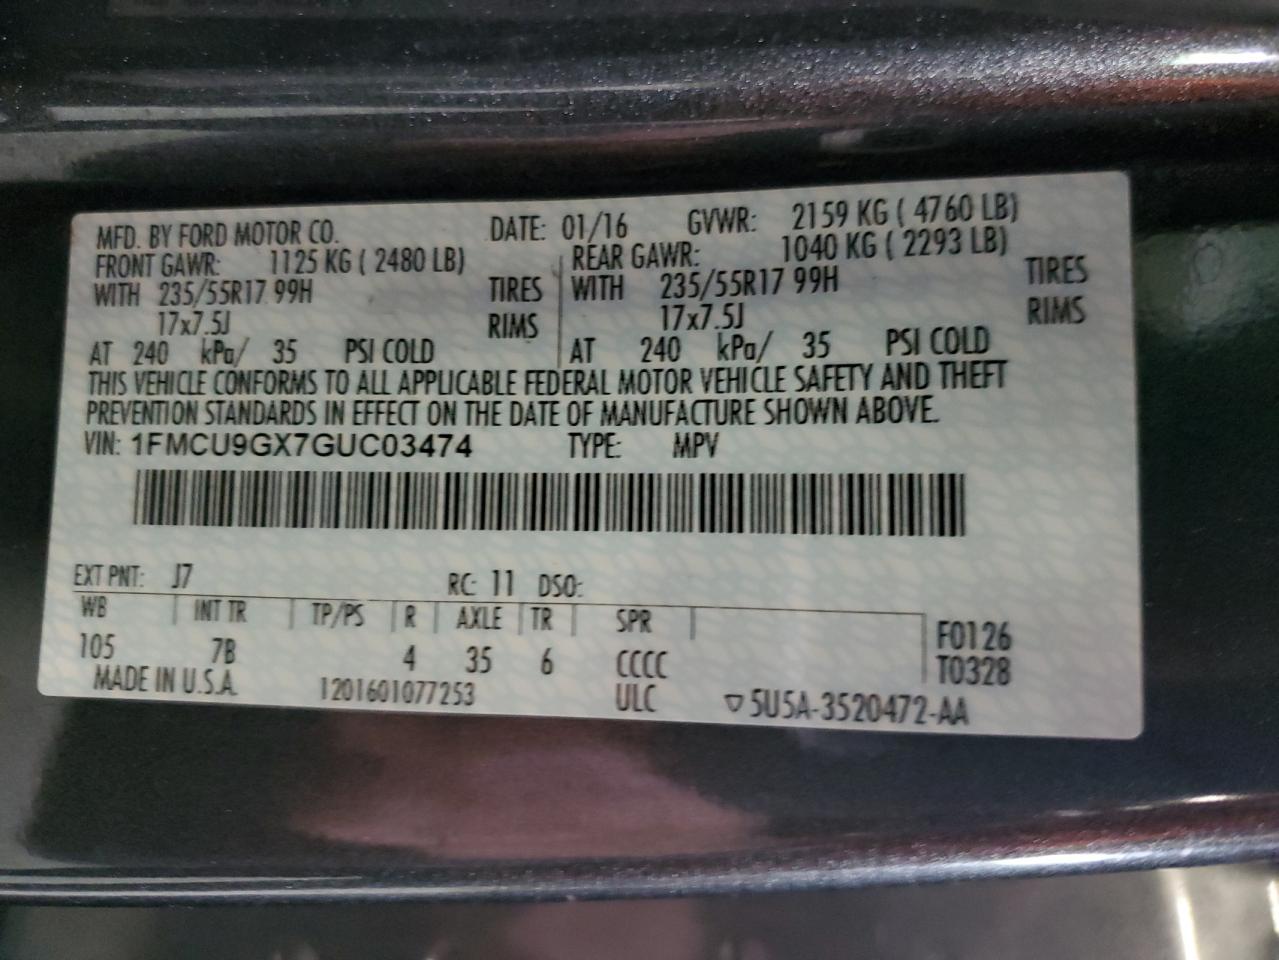 MFD. BY FORD MOTOR CO. DATE: 01/16 GVWR: 2159 KG ( 4760 LB)
FRONT GAWR: 1125 KG ( 2480 LB) REAR GAWR: 1040 KG ( 2293 LB)
WITH 235/55R17 99H TIRES WITH 235/55R17 99H TIRES
17x7.5J RIMS 17x7.5J RIMS
AT 240 kPa/ 35 PSI COLD AT 240 kPa/ 35 PSI COLD
THIS VEHICLE CONFORMS TO ALL APPLICABLE FEDERAL MOTOR VEHICLE SAFETY AND THEFT
PREVENTION STANDARDS IN EFFECT ON THE DATE OF MANUFACTURE SHOWN ABOVE.
VIN: 1FMCU9GX7GUC03474 TYPE: MPV
EXT PNT: J7 RC: 11 DSO:
WB INT TR TP/PS R AXLE TR SPR
105 7B 4 35 6 CCCC F0126
T0328
MADE IN U.S.A. 1201601077253 ULC ▽5U5A-3520472-AA